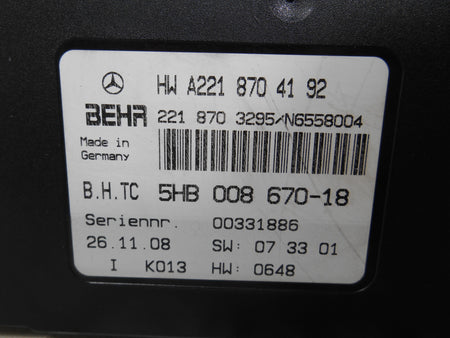 HW A221 870 41 92
BEHR 221 870 3295/N6558004
Made in
Germany
B.H.TC 5HB 008 670-18
Seriennr. 00331886
26.11.08 SW: 07 33 01
I K013 HW: 0648